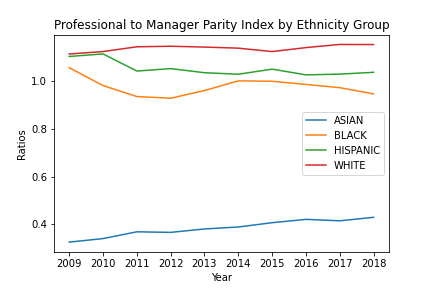 Professional to Manager Parity Index by Ethnicity Group
Ratios
1.0
0.8
0.6
0.4
ASIAN
BLACK
HISPANIC
WHITE
2009 2010 2011 2012 2013 2014 2015 2016 2017 2018
Year